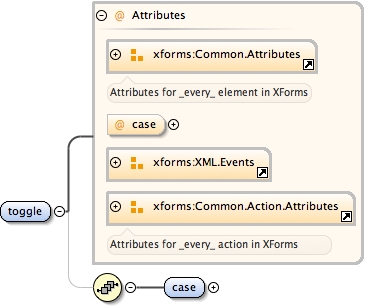 @ Attributes
xforms:Common.Attributes
Attributes for _every_ element in XForms
@ case
xforms:XML.Events
xforms:Common.Action.Attributes
Attributes for _every_ action in XForms
toggle
case